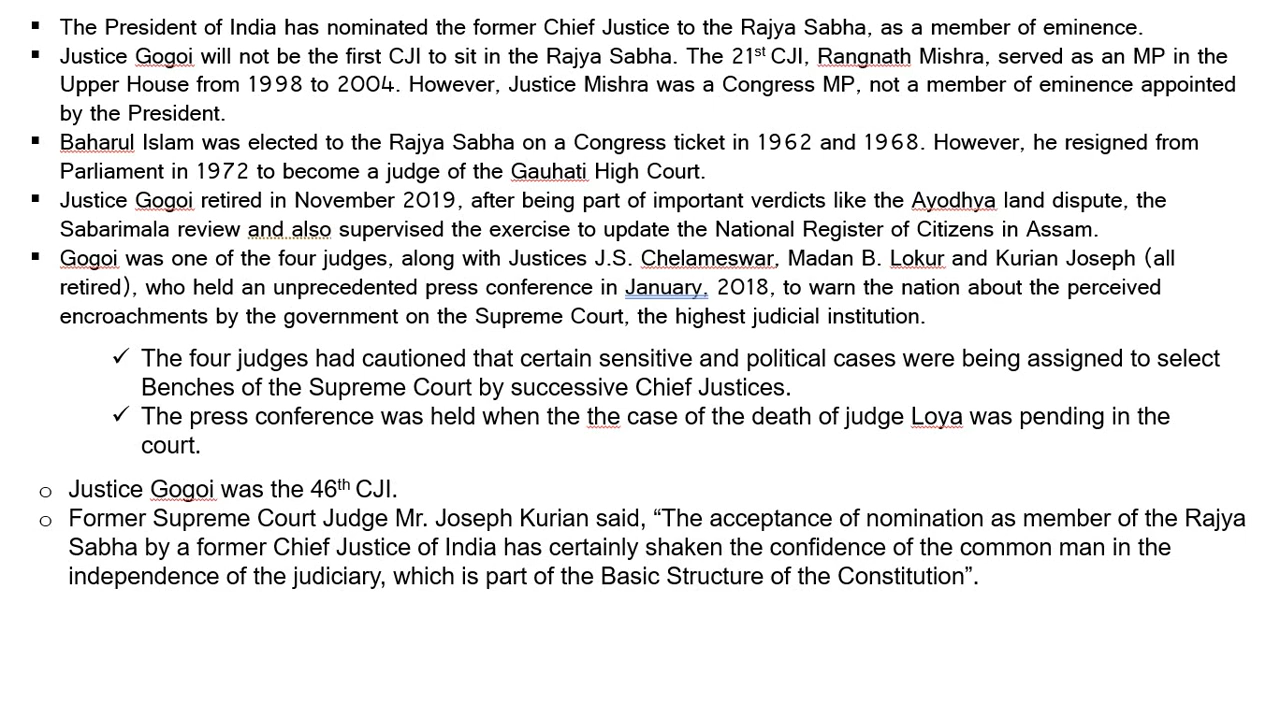 ▪ The President of India has nominated the former Chief Justice to the Rajya Sabha, as a member of eminence.
▪ Justice Gogoi will not be the first CJI to sit in the Rajya Sabha. The 21st CJI, Rangnath Mishra, served as an MP in the
Upper House from 1998 to 2004. However, Justice Mishra was a Congress MP, not a member of eminence appointed
by the President.
▪ Baharul Islam was elected to the Rajya Sabha on a Congress ticket in 1962 and 1968. However, he resigned from
Parliament in 1972 to become a judge of the Gauhati High Court.
▪ Justice Gogoi retired in November 2019, after being part of important verdicts like the Ayodhya land dispute, the
Sabarimala review and also supervised the exercise to update the National Register of Citizens in Assam.
▪ Gogoi was one of the four judges, along with Justices J.S. Chelameswar, Madan B. Lokur and Kurian Joseph (all
retired), who held an unprecedented press conference in January, 2018, to warn the nation about the perceived
encroachments by the government on the Supreme Court, the highest judicial institution.
✓ The four judges had cautioned that certain sensitive and political cases were being assigned to select
Benches of the Supreme Court by successive Chief Justices.
✓ The press conference was held when the the case of the death of judge Loya was pending in the
court.
o Justice Gogoi was the 46th CJI.
o Former Supreme Court Judge Mr. Joseph Kurian said, “The acceptance of nomination as member of the Rajya
Sabha by a former Chief Justice of India has certainly shaken the confidence of the common man in the
independence of the judiciary, which is part of the Basic Structure of the Constitution”.